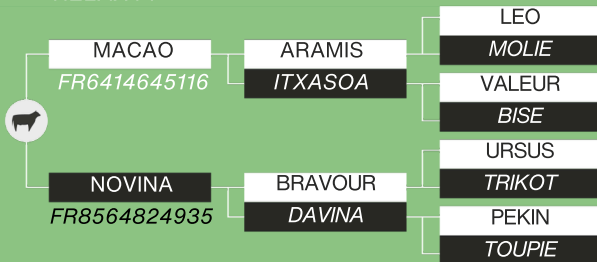 MACAO
FR6414645116
ARAMIS
ITXASOA
LEO
MOLIE
VALEUR
BISE
NOVINA
FR8564824935
BRAVOUR
DAVINA
URSUS
TRIKOT
PEKIN
TOUPIE